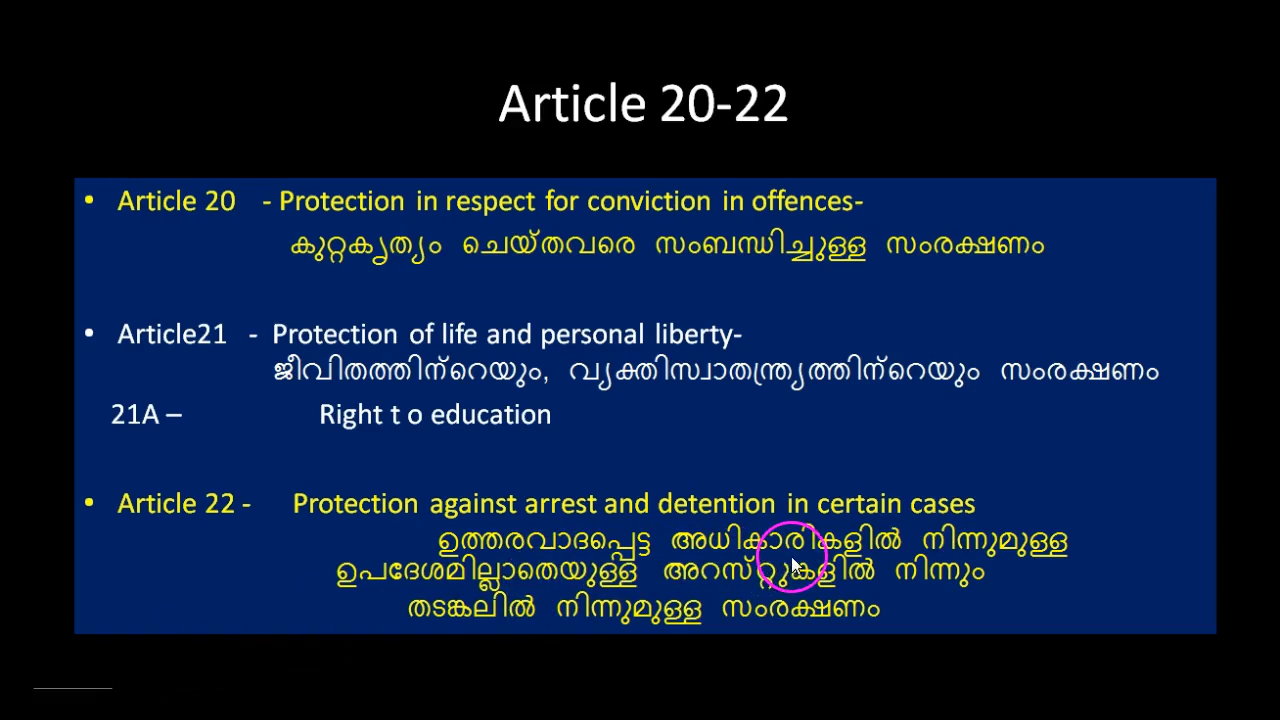 Article 20-22
• Article 20 - Protection in respect for conviction in offences-
കുറ്റകൃത്യം ചെയ്തവരെ സംബന്ധിച്ചുള്ള സംരക്ഷണം
• Article21 - Protection of life and personal liberty-
ജീവിതത്തിന്റെയും, വ്യക്തിസ്വാതന്ത്ര്യത്തിന്റെയും സംരക്ഷണം
21A – Right t o education
• Article 22 - Protection against arrest and detention in certain cases
ഉത്തരവാദപ്പെട്ട അധികാരികളിൽ നിന്നുമുള്ള
ഉപദേശമില്ലാതെയുള്ള അറസ്റ്റുകളിൽ നിന്നും
തടങ്കലിൽ നിന്നുമുള്ള സംരക്ഷണം